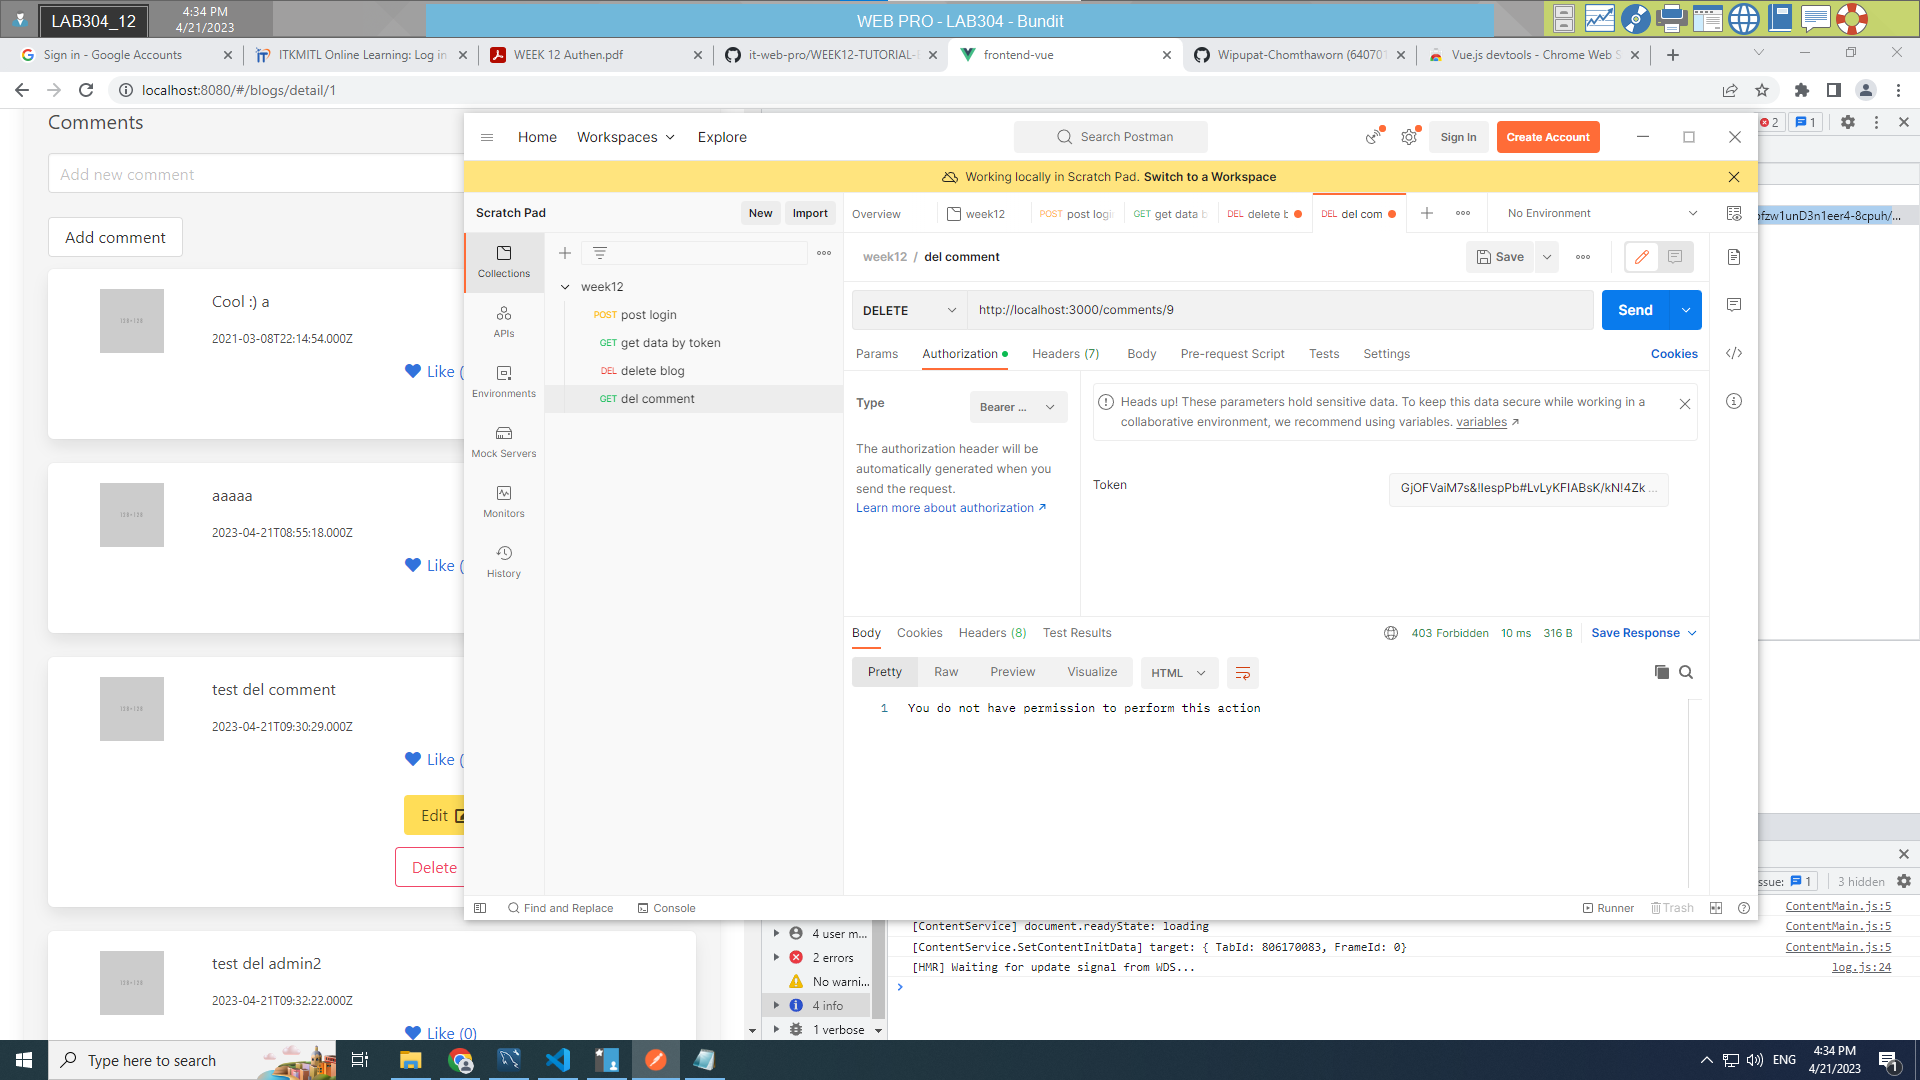 LAB304_12
4:34 PM
4/21/2023
WEB PRO - LAB304 - Bundit
Sign in - Google Accounts
ITKMITL Online Learning: Log in
WEEK 12 Authen.pdf
it-web-pro/WEEK12-TUTORIAL-
frontend-vue
Wipupat-Chomthaworn (640701
Vue.js devtools - Chrome Web S
localhost:8080/#/blogs/detail/1
Comments
Add new comment
Add comment
Cool :) a
2021-03-08T22:14:54.000Z
Like (
aaaaa
2023-04-21T08:55:18.000Z
Like (
test del comment
2023-04-21T09:30:29.000Z
Like (
Edit
Delete
test del admin2
2023-04-21T09:32:22.000Z
Like (0)
Home
Workspaces
Explore
Search Postman
Sign In
Create Account
Working locally in Scratch Pad. Switch to a Workspace
Scratch Pad
New
Import
Overview
week12
POST post logi
GET get data b
DEL delete b
DEL del com
No Environment
Collections
APIs
Environments
Mock Servers
Monitors
History
week12
POST post login
GET get data by token
DEL delete blog
GET del comment
week12 / del comment
Save
DELETE
http://localhost:3000/comments/9
Send
Params
Authorization
Headers (7)
Body
Pre-request Script
Tests
Settings
Cookies
Type
Bearer ...
The authorization header will be
automatically generated when you
send the request.
Learn more about authorization ↗
Heads up! These parameters hold sensitive data. To keep this data secure while working in a
collaborative environment, we recommend using variables. variables ↗
Token
Body
Cookies
Headers (8)
Test Results
403 Forbidden
10 ms
316 B
Save Response
Pretty
Raw
Preview
Visualize
HTML
1
You do not have permission to perform this action
Find and Replace
Console
Runner
Trash
2
1
ofzw1unD3n1eer4-8cpuh/...
ssue:
1
3 hidden
ContentMain.js:5
[ContentService] document.readyState: loading
ContentMain.js:5
[ContentService.SetContentInitData] target: { TabId: 806170083, FrameId: 0}
ContentMain.js:5
[HMR] Waiting for update signal from WDS...
log.js:24
4 user m...
2 errors
No warni...
4 info
1 verbose
Type here to search
ENG
4:34 PM
4/21/2023
1